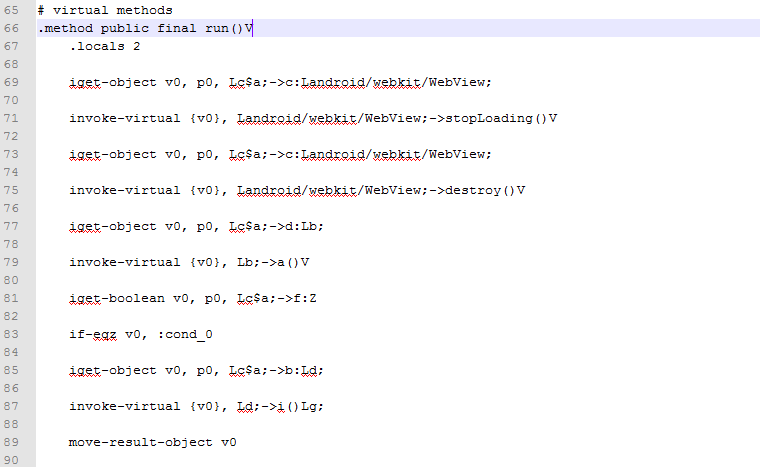 65 # virtual methods
66 .method public final run()V
67     .locals 2
68
69     iget-object v0, p0, Lc$a;->c:Landroid/webkit/WebView;
70
71     invoke-virtual {v0}, Landroid/webkit/WebView;->stopLoading()V
72
73     iget-object v0, p0, Lc$a;->c:Landroid/webkit/WebView;
74
75     invoke-virtual {v0}, Landroid/webkit/WebView;->destroy()V
76
77     iget-object v0, p0, Lc$a;->d:Lb;
78
79     invoke-virtual {v0}, Lb;->a()V
80
81     iget-boolean v0, p0, Lc$a;->f:Z
82
83     if-eqz v0, :cond_0
84
85     iget-object v0, p0, Lc$a;->b:Ld;
86
87     invoke-virtual {v0}, Ld;->i()Lg;
88
89     move-result-object v0
90